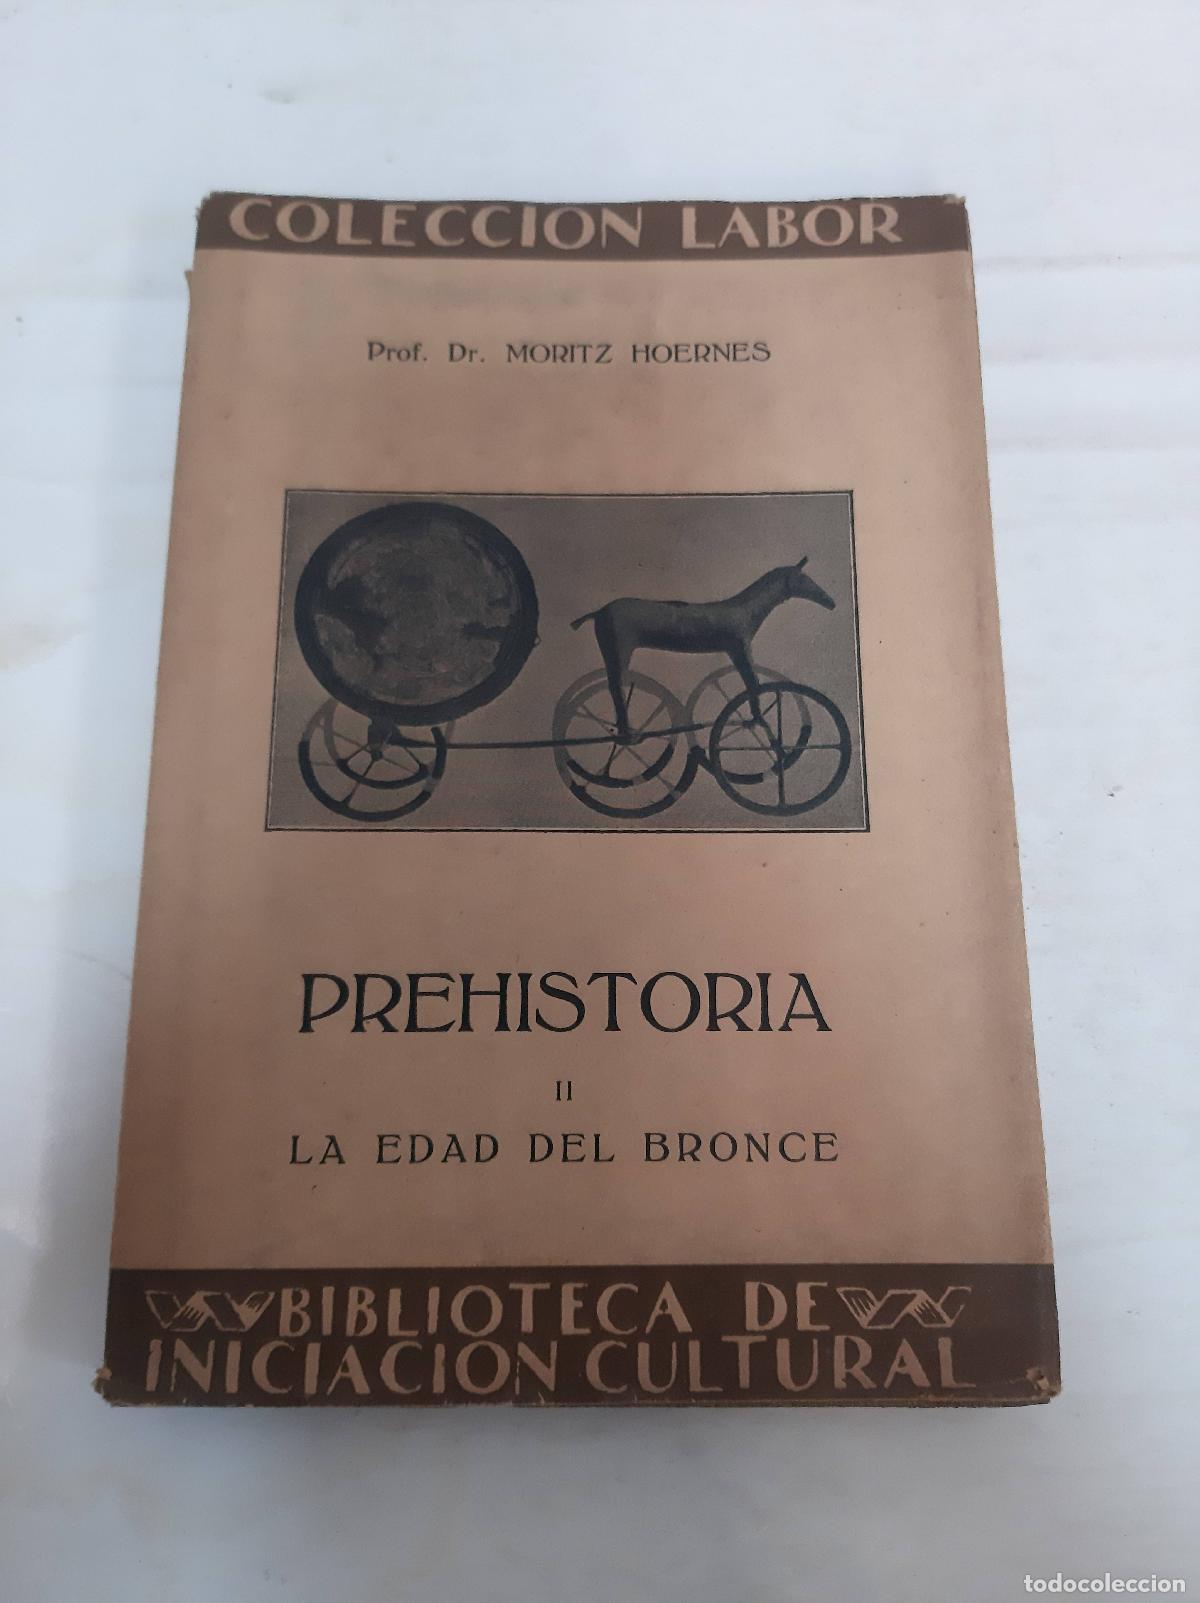 COLECCION LABOR
Prof. Dr. MORITZ HOERNES
PREHISTORIA
II
LA EDAD DEL BRONCE
BIBLIOTECA DE
INICIACION CULTURAL
todocoleccion